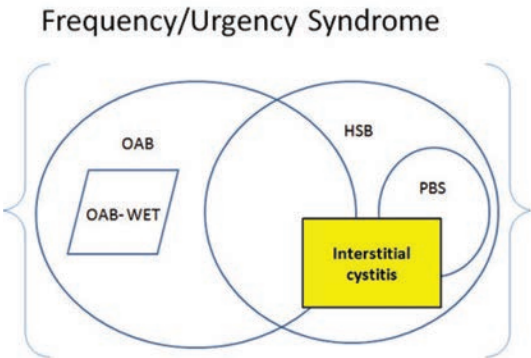 Frequency/Urgency Syndrome
OAB
HSB
PBS
OAB- WET
Interstitial
cystitis